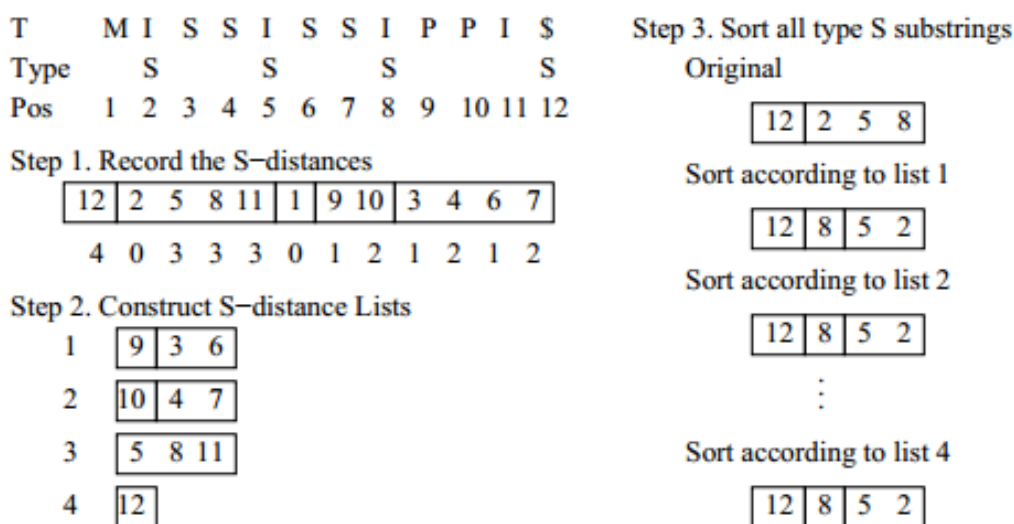 T M I S S I S S I P P I $
Type S S S S
Pos 1 2 3 4 5 6 7 8 9 10 11 12
Step 1. Record the S−distances
12 2 5 8 11 1 9 10 3 4 6 7
4 0 3 3 3 0 1 2 1 2 1 2
Step 2. Construct S−distance Lists
1 9 3 6
2 10 4 7
3 5 8 11
4 12
Step 3. Sort all type S substrings
Original
12 2 5 8
Sort according to list 1
12 8 5 2
Sort according to list 2
12 8 5 2
⋮
Sort according to list 4
12 8 5 2